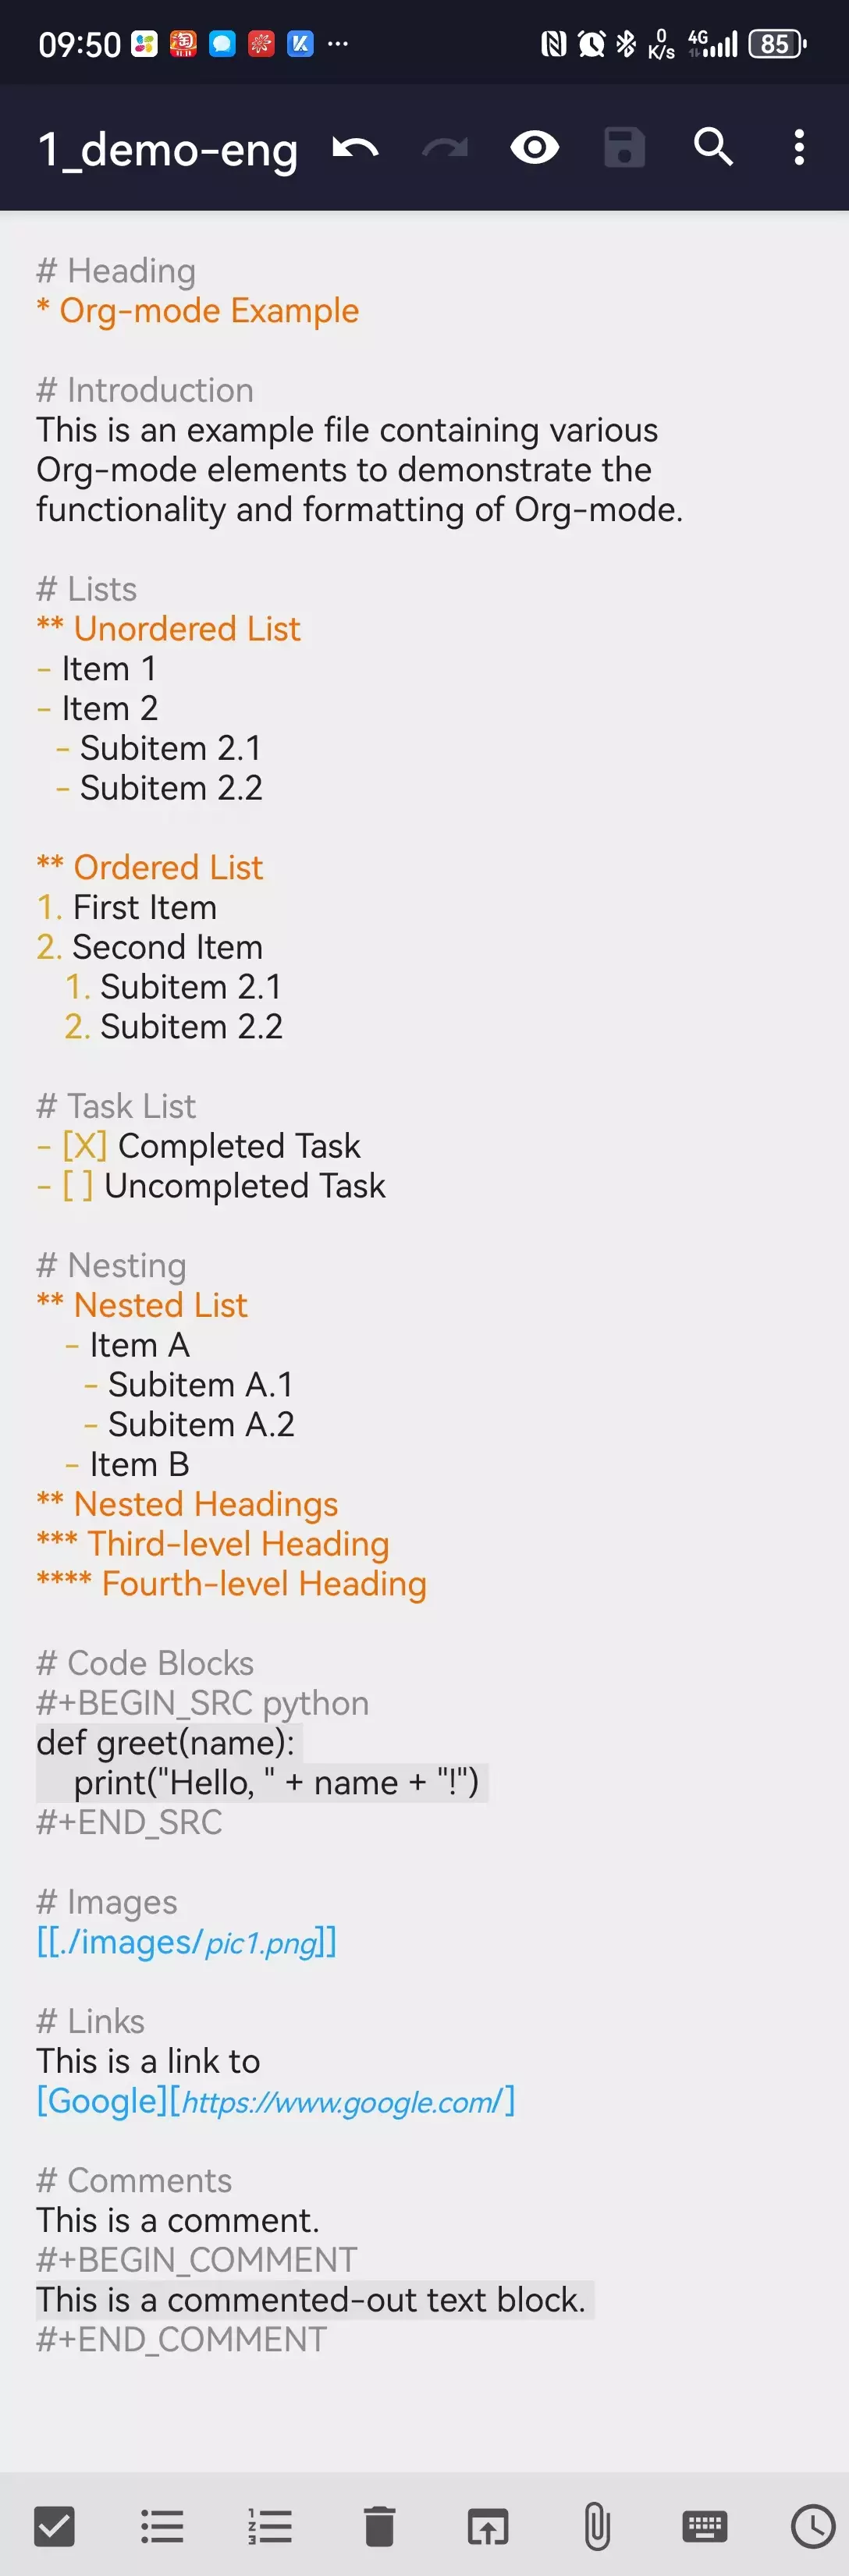 09:50
0 K/s
4G
85
1_demo-eng
# Heading
* Org-mode Example
# Introduction
This is an example file containing various
Org-mode elements to demonstrate the
functionality and formatting of Org-mode.
# Lists
** Unordered List
- Item 1
- Item 2
  - Subitem 2.1
  - Subitem 2.2
** Ordered List
1. First Item
2. Second Item
   1. Subitem 2.1
   2. Subitem 2.2
# Task List
- [X] Completed Task
- [ ] Uncompleted Task
# Nesting
** Nested List
   - Item A
     - Subitem A.1
     - Subitem A.2
   - Item B
** Nested Headings
*** Third-level Heading
**** Fourth-level Heading
# Code Blocks
#+BEGIN_SRC python
def greet(name):
    print("Hello, " + name + "!")
#+END_SRC
# Images
[[./images/pic1.png]]
# Links
This is a link to
[Google][https://www.google.com/]
# Comments
This is a comment.
#+BEGIN_COMMENT
This is a commented-out text block.
#+END_COMMENT